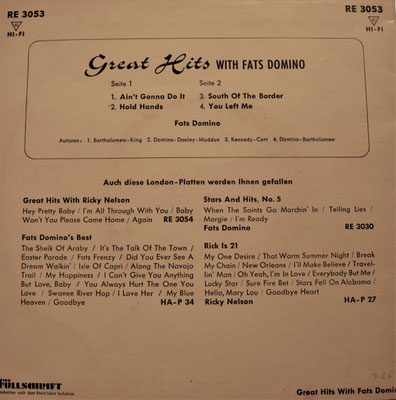 RE 3053
HI-FI
RE 3053
HI-FI
Great Hits WITH FATS DOMINO
Seite 1
1. Ain't Gonna Do It
2. Hold Hands
Seite 2
3. South Of The Border
4. You Left Me
Fats Domino
Autoren: 1. Bartholomew-King 2. Domino-Donley-Maddux 3. Kennedy-Carr 4. Domino-Bartholomew
Auch diese London-Platten werden Ihnen gefallen
Great Hits With Ricky Nelson
Hey Pretty Baby / I'm All Through With You / Baby
Won't You Please Come Home / Again RE 3054
Fats Domino's Best
The Sheik Of Araby / It's The Talk Of The Town /
Easter Parade / Fats Frenzy / Did You Ever See A
Dream Walkin' / Isle Of Capri / Along The Navajo
Trail / My Happiness / I Can't Give You Anything
But Love, Baby / You Always Hurt The One You
Love / Swanee River Hop / I Love Her / My Blue
Heaven / Goodbye HA-P 34
Stars And Hits, No. 5
When The Saints Go Marchin' In / Telling Lies /
Margie / I'm Ready
Fats Domino RE 3030
Rick Is 21
My One Desire / That Warm Summer Night / Break
My Chain / New Orleans / I'll Make Believe / Travel-
lin' Man / Oh Yeah, I'm In Love / Everybody But Me /
Lucky Star / Sure Fire Bet / Stars Fell On Alabama /
Hello, Mary Lou / Goodbye Heart
Ricky Nelson HA-P 27
FÜLLSCHRIFT
nach dem Rheinschen Verfahren
Great Hits With Fats Domin